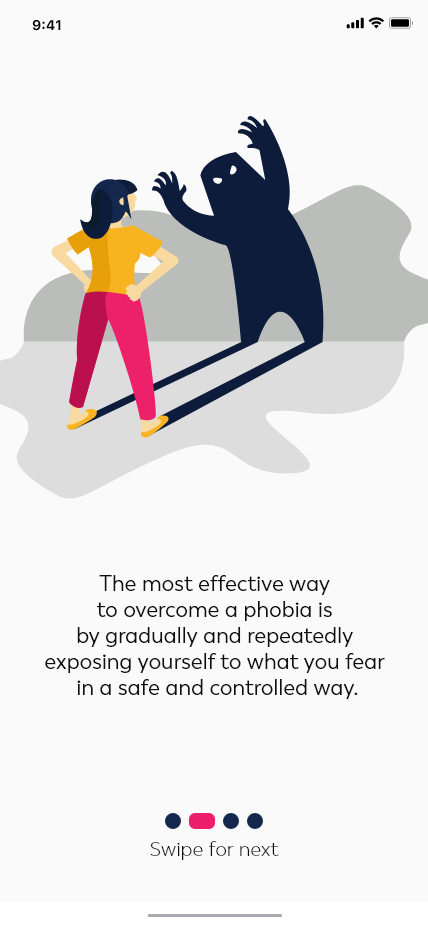 9:41
The most effective way
to overcome a phobia is
by gradually and repeatedly
exposing yourself to what you fear
in a safe and controlled way.
Swipe for next